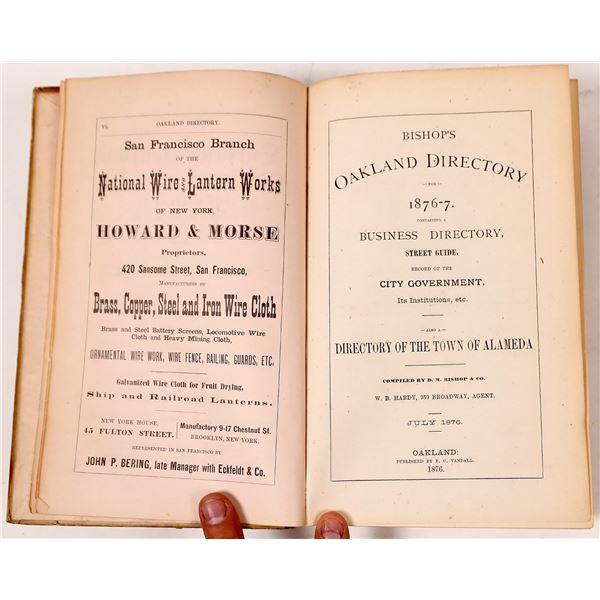 vi.
OAKLAND DIRECTORY.
San Francisco Branch
OF THE
National Wire and Lantern Works
OF NEW YORK,
HOWARD & MORSE
Proprietors,
420 Sansome Street, San Francisco,
MANUFACTURERS OF
Brass, Copper, Steel and Iron Wire Cloth
Brass and Steel Battery Screens, Locomotive Wire
Cloth and Heavy Mining Cloth,
ORNAMENTAL WIRE WORK, WIRE FENCE, RAILING, GUARDS, ETC.
Galvanized Wire Cloth for Fruit Drying,
Ship and Railroad Lanterns.
NEW YORK HOUSE,
45 FULTON STREET.
Manufactory 9-17 Chestnut St.
BROOKLYN, NEW YORK.
REPRESENTED IN SAN FRANCISCO BY
JOHN P. BERING, late Manager with Eckfeldt & Co.
BISHOP'S
OAKLAND DIRECTORY
—FOR—
1876-7.
CONTAINING A
BUSINESS DIRECTORY,
STREET GUIDE,
RECORD OF THE
CITY GOVERNMENT,
Its Institutions, etc.
—ALSO A—
DIRECTORY OF THE TOWN OF ALAMEDA
COMPILED BY D. M. BISHOP & CO.
W. B. HARDY, 959 BROADWAY, AGENT.
JULY 1876.
OAKLAND:
PUBLISHED BY B. C. VANDALL.
1876.